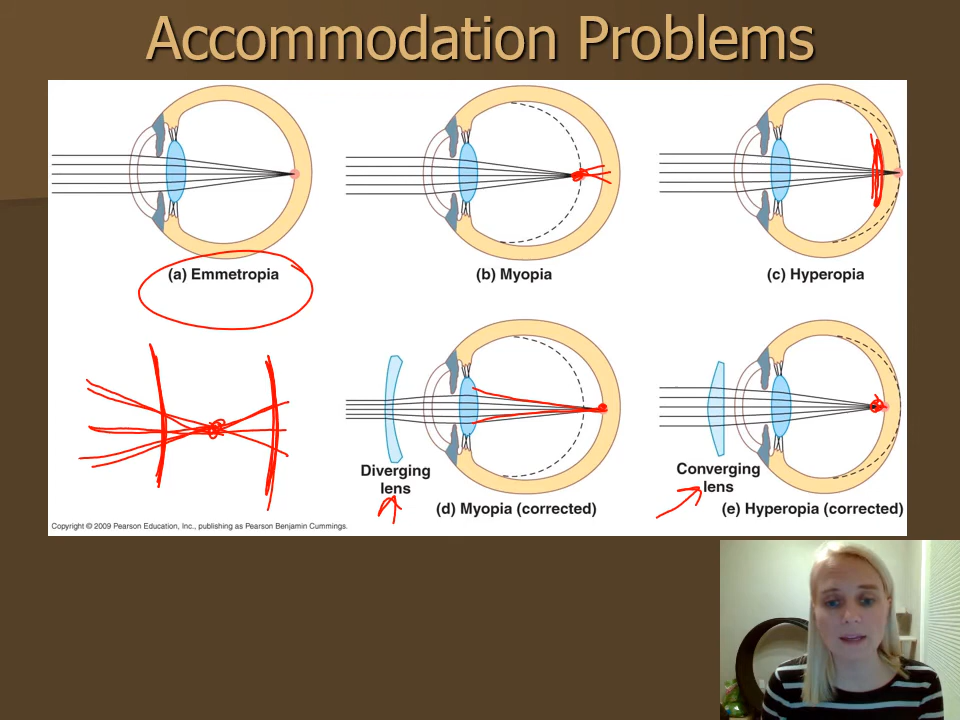 Accommodation Problems
(a) Emmetropia
(b) Myopia
(c) Hyperopia
Diverging
lens
(d) Myopia (corrected)
Converging
lens
(e) Hyperopia (corrected)
Copyright © 2009 Pearson Education, Inc., publishing as Pearson Benjamin Cummings.